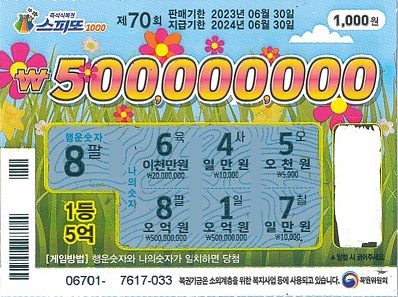 즉석식복권
스피또1000
제70회
판매기한 2023년 06월 30일
지급기한 2024년 06월 30일
1,000원
₩500,000,000
행운숫자
8 팔
나의숫자
6 육 4 사 5 오
이천만원 일만원 오천원
₩20,000,000 ₩10,000 ₩5,000
8 팔 1 일 7 칠
오억원 오억원 일만원
₩500,000,000 ₩500,000,000 ₩10,000
1등
5억
▲당첨 시 긁어주세요.
[게임방법] 행운숫자와 나의숫자가 일치하면 당첨
06701- 7617-033
복권기금은 소외계층을 위한 복지사업 등에 사용되고 있습니다.
복권위원회